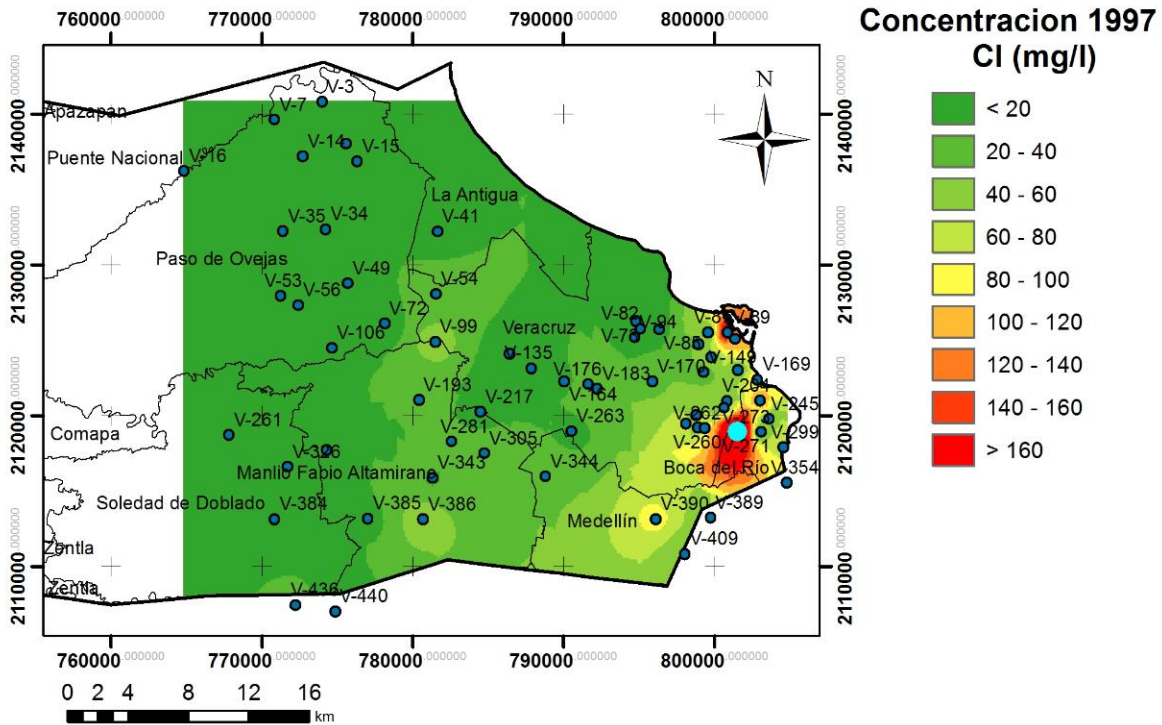 Concentracion 1997
Cl (mg/l)
< 20
20 - 40
40 - 60
60 - 80
80 - 100
100 - 120
120 - 140
140 - 160
> 160
760000.000000 770000.000000 780000.000000 790000.000000 800000.000000
N
2140000.000000
2130000.000000
2120000.000000
2110000.000000
2140000.000000
2130000.000000
2120000.000000
2110000.000000
V-3
Apazapan
V-7
V-14
V-15
Puente Nacional
La Antigua
V-35
V-34
V-41
Paso de Ovejas
V-49
V-53
V-54
V-56
V-72
V-82
V-94
V-89
V-99
Veracruz
V-85
V-106
V-135
V-149
V-169
V-176
V-183
V-170
V-164
V-193
V-204
V-217
V-245
V-263
V-262
V-273
V-261
V-281
V-299
Comapa
V-305
V-260
V-271
V-326
V-343
V-344
Boca del Río
V-354
Manlio Fabio Altamirano
Soledad de Doblado
V-384
V-385
V-386
V-390
V-389
Medellín
V-409
Zentla
Zentla
V-436
V-440
760000.000000 770000.000000 780000.000000 790000.000000 800000.000000
0 2 4 8 12 16
km